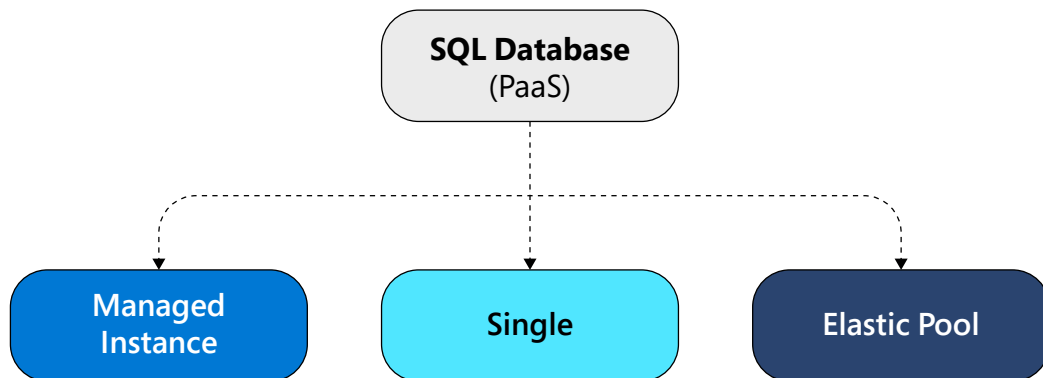 SQL Database
(PaaS)
Managed
Instance
Single
Elastic Pool